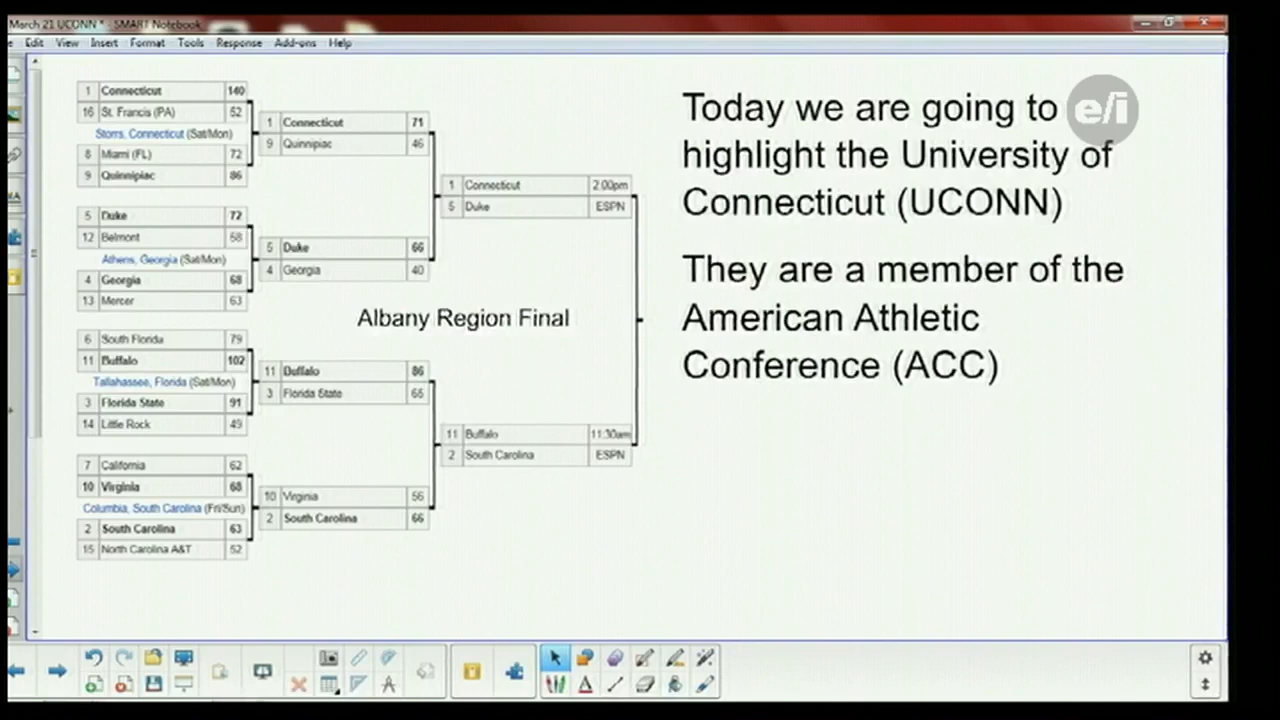 March 21 UCONN * - SMART Notebook
Edit View Insert Format Tools Response Add-ons Help
1 Connecticut 140
16 St. Francis (PA) 52
Storrs, Connecticut (Sat/Mon)
8 Miami (FL) 72
9 Quinnipiac 86
5 Duke 72
12 Belmont 58
Athens, Georgia (Sat/Mon)
4 Georgia 68
13 Mercer 63
6 South Florida 79
11 Buffalo 102
Tallahassee, Florida (Sat/Mon)
3 Florida State 91
14 Little Rock 49
7 California 62
10 Virginia 68
Columbia, South Carolina (Fri/Sun)
2 South Carolina 63
15 North Carolina A&T 52
1 Connecticut 71
9 Quinnipiac 46
5 Duke 66
4 Georgia 40
11 Buffalo 86
3 Florida State 65
10 Virginia 56
2 South Carolina 66
1 Connecticut 2:00pm
5 Duke ESPN
Albany Region Final
11 Buffalo 11:30am
2 South Carolina ESPN
Today we are going to
highlight the University of
Connecticut (UCONN)
They are a member of the
American Athletic
Conference (ACC)
e/i